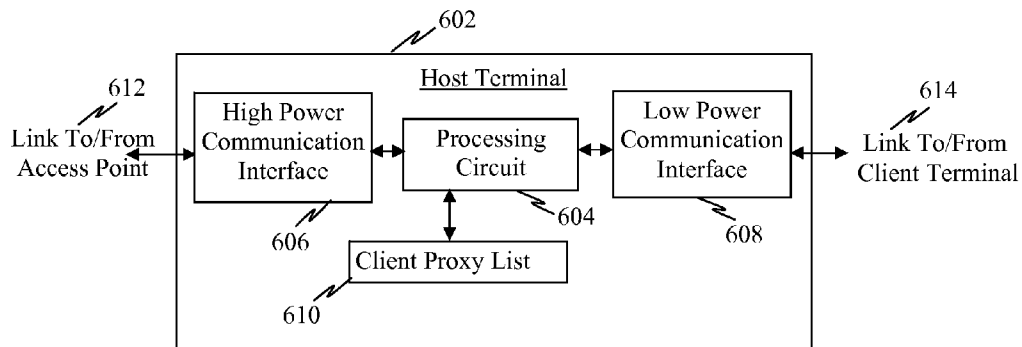 602
Host Terminal
612
Link To/From
Access Point
High Power
Communication
Interface
606
Processing
Circuit
604
Client Proxy List
610
Low Power
Communication
Interface
608
614
Link To/From
Client Terminal